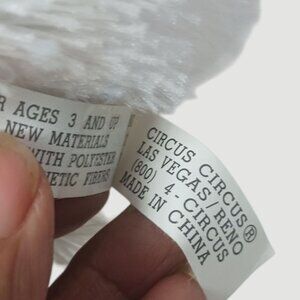 AGES 3 AND UP
NEW MATERIALS
WITH POLYESTER
FIBERS
CIRCUS CIRCUS®
LAS VEGAS/RENO
(800) 4-CIRCUS
MADE IN CHINA